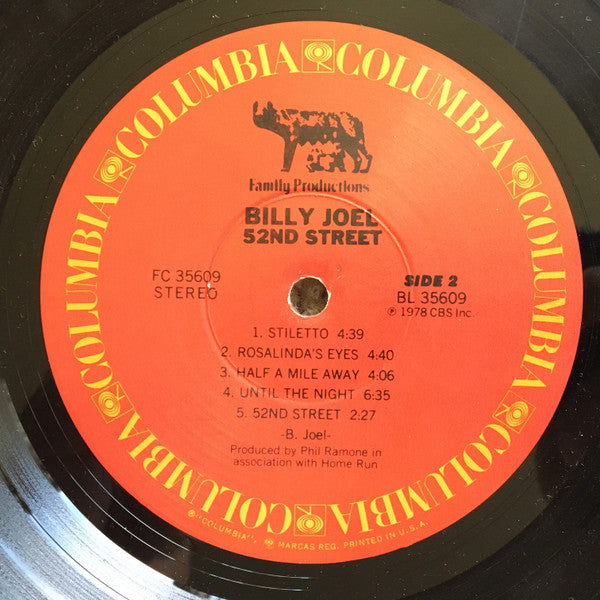 COLUMBIA COLUMBIA COLUMBIA COLUMBIA COLUMBIA COLUMBIA
Family Productions
BILLY JOEL
52ND STREET
FC 35609
STEREO
SIDE 2
BL 35609
℗ 1978 CBS Inc.
1. STILETTO 4:39
2. ROSALINDA'S EYES 4:40
3. HALF A MILE AWAY 4:06
4. UNTIL THE NIGHT 6:35
5. 52ND STREET 2:27
-B. Joel-
Produced by Phil Ramone in
association with Home Run
®"COLUMBIA", MARCAS REG. PRINTED IN U.S.A.